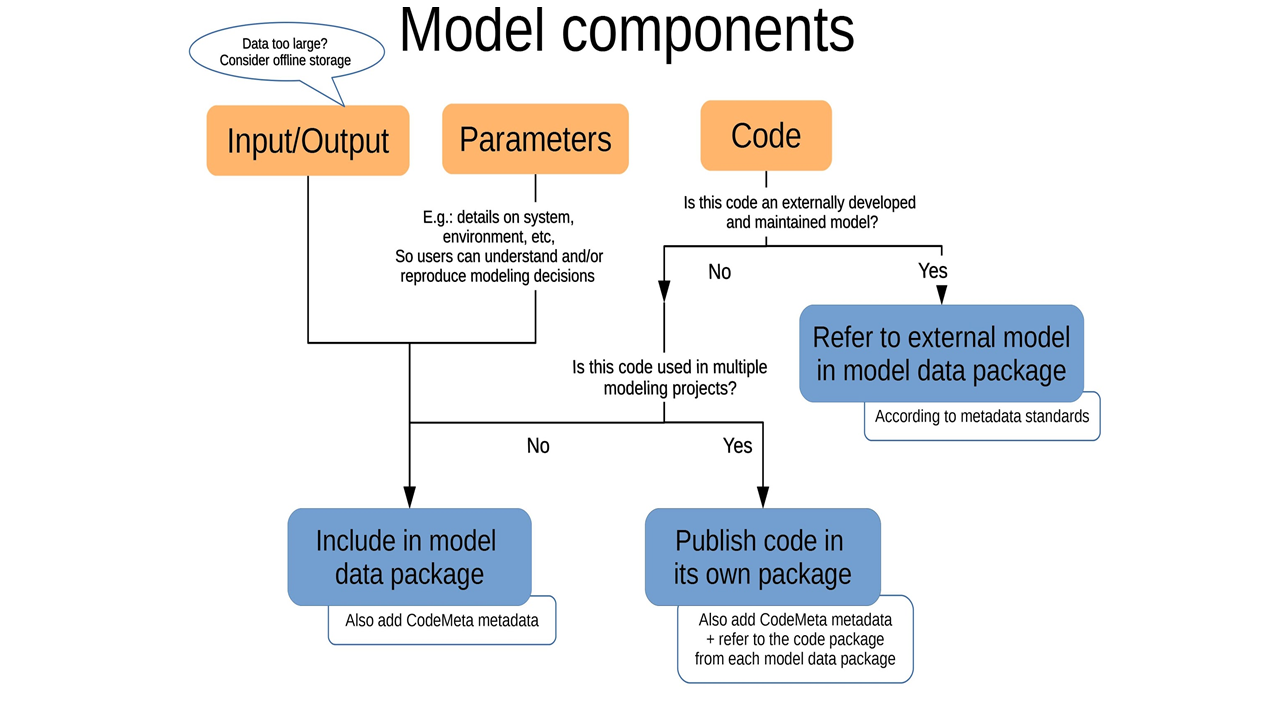 Model components
Data too large?
Consider offline storage
Input/Output
Parameters
Code
E.g.: details on system,
environment, etc,
So users can understand and/or
reproduce modeling decisions
Is this code an externally developed
and maintained model?
No
Yes
Refer to external model
in model data package
According to metadata standards
Is this code used in multiple
modeling projects?
No
Yes
Include in model
data package
Also add CodeMeta metadata
Publish code in
its own package
Also add CodeMeta metadata
+ refer to the code package
from each model data package